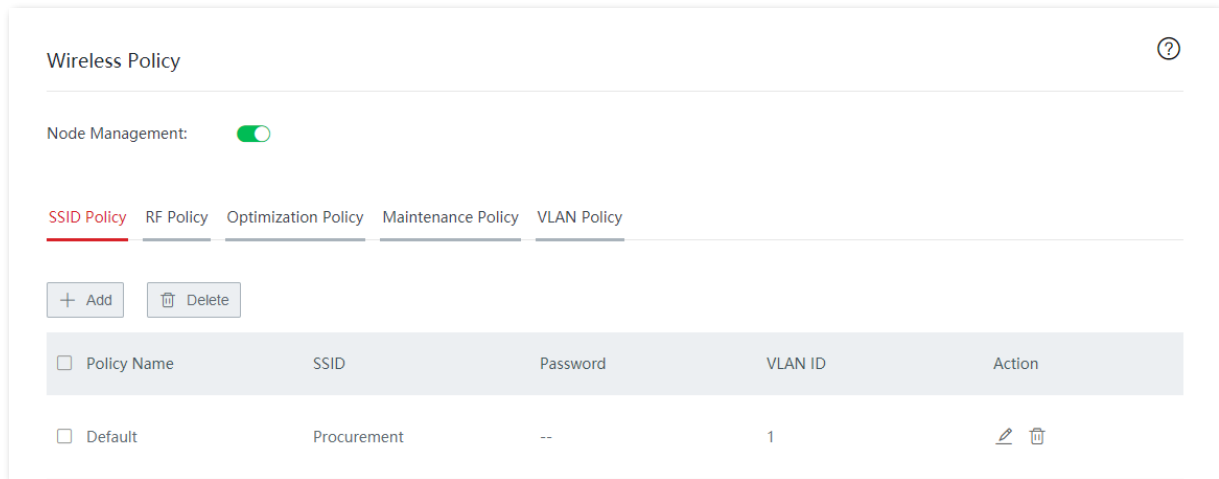 Wireless Policy
?
Node Management:
SSID Policy RF Policy Optimization Policy Maintenance Policy VLAN Policy
+ Add Delete
Policy Name SSID Password VLAN ID Action
Default Procurement -- 1